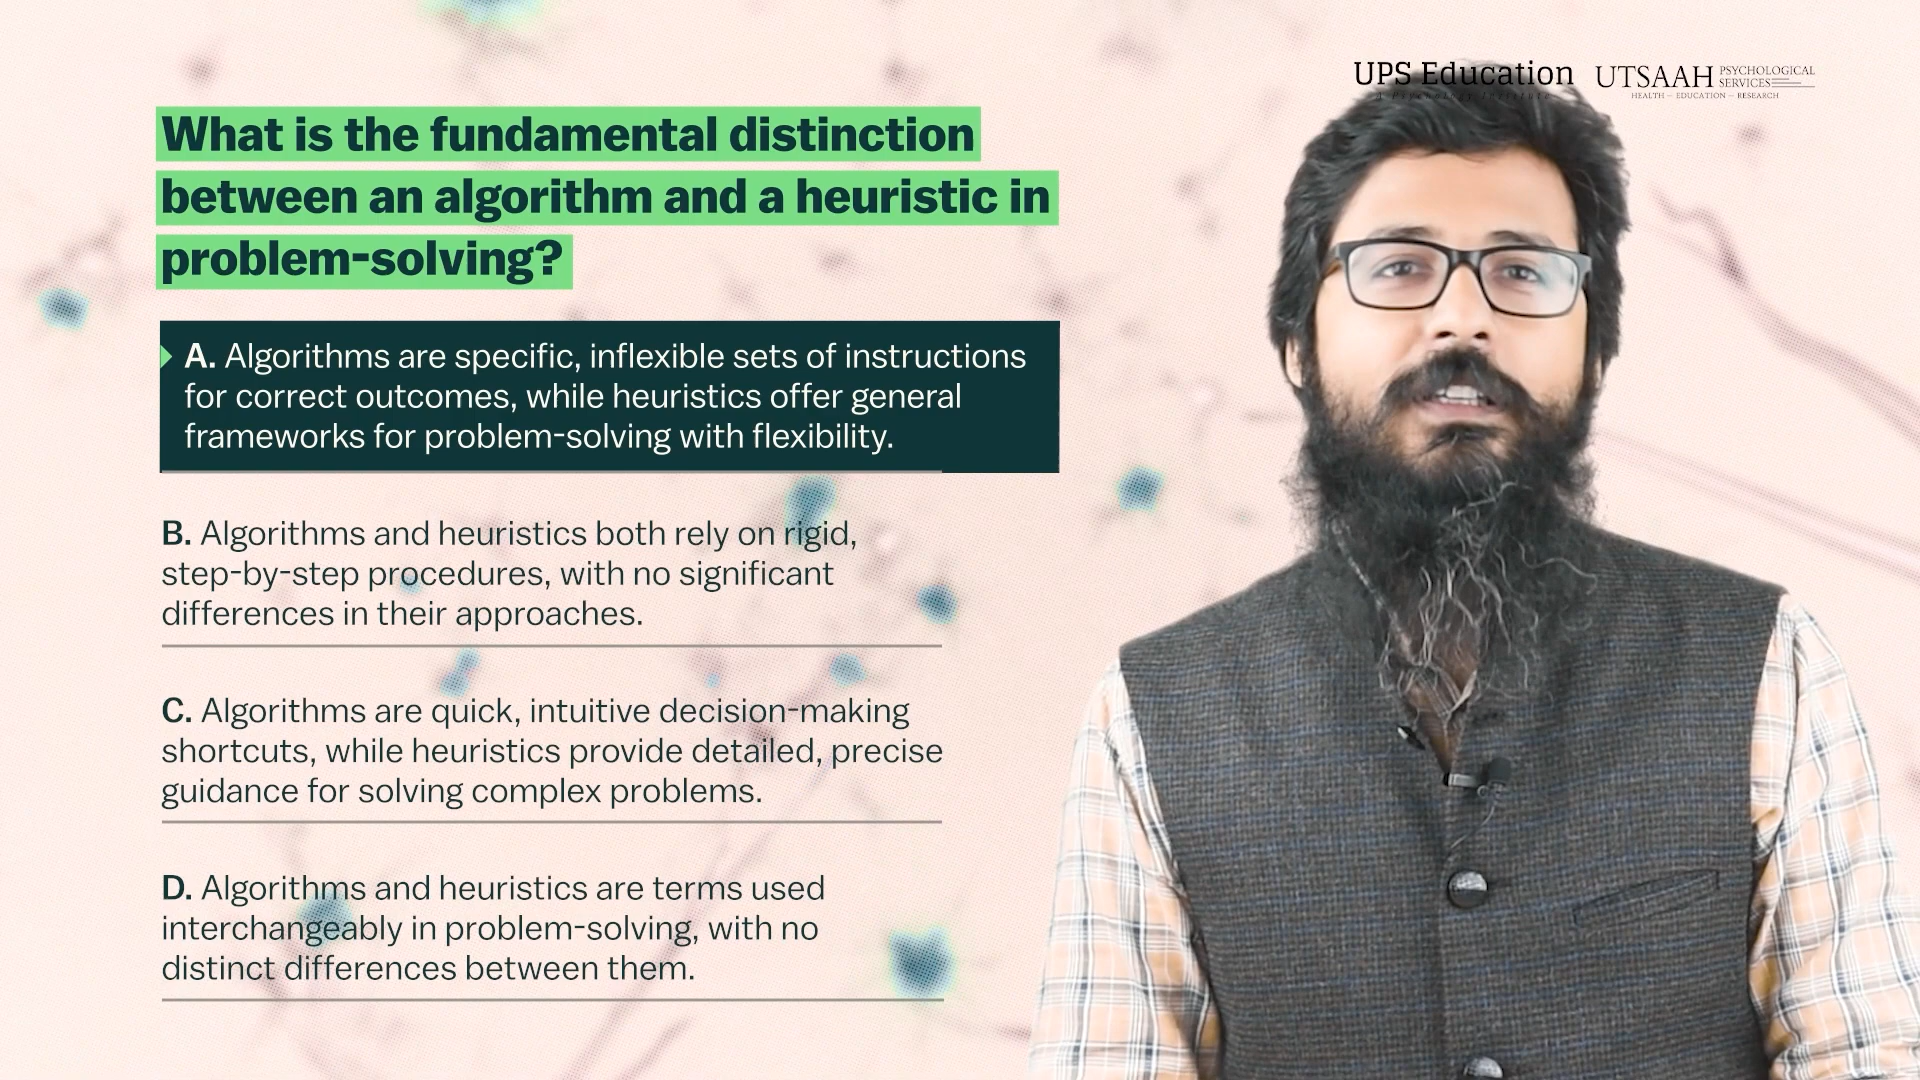 UPS Education
A Psychology Institute
UTSAAH PSYCHOLOGICAL SERVICES
HEALTH – EDUCATION – RESEARCH
What is the fundamental distinction
between an algorithm and a heuristic in
problem-solving?
A. Algorithms are specific, inflexible sets of instructions
for correct outcomes, while heuristics offer general
frameworks for problem-solving with flexibility.
B. Algorithms and heuristics both rely on rigid,
step-by-step procedures, with no significant
differences in their approaches.
C. Algorithms are quick, intuitive decision-making
shortcuts, while heuristics provide detailed, precise
guidance for solving complex problems.
D. Algorithms and heuristics are terms used
interchangeably in problem-solving, with no
distinct differences between them.